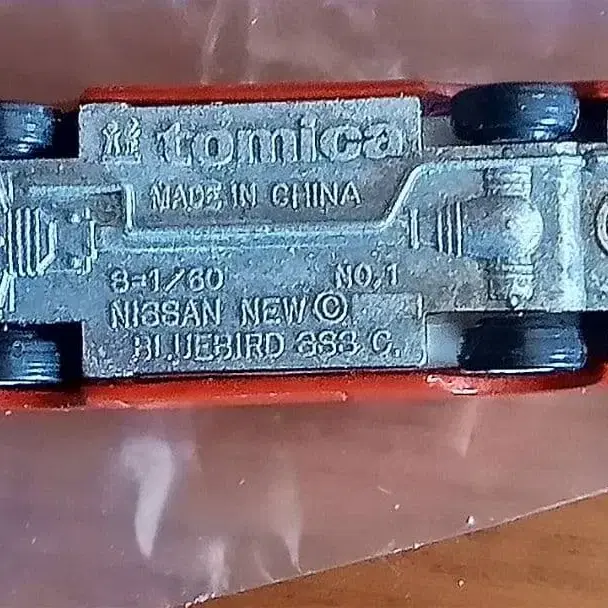 tomica
MADE IN CHINA
S=1/60 NO.1
NISSAN NEW ©
BLUEBIRD SSS C.